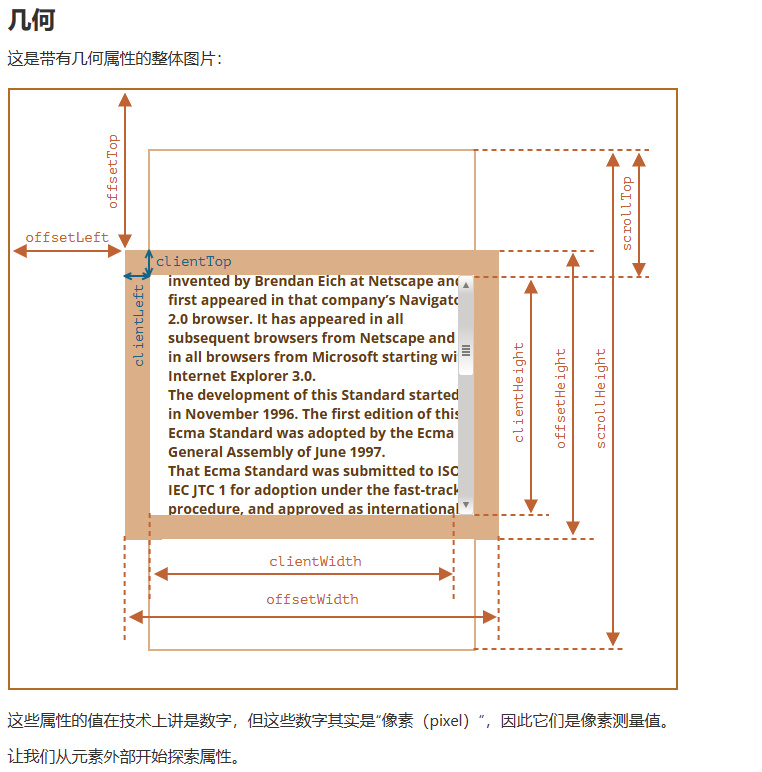 几何
这是带有几何属性的整体图片：
offsetTop
scrollTop
offsetLeft
clientTop
clientLeft
invented by Brendan Eich at Netscape and
first appeared in that company's Navigato
2.0 browser. It has appeared in all
subsequent browsers from Netscape and
in all browsers from Microsoft starting wi
Internet Explorer 3.0.
The development of this Standard started
in November 1996. The first edition of this
Ecma Standard was adopted by the Ecma
General Assembly of June 1997.
That Ecma Standard was submitted to ISO
IEC JTC 1 for adoption under the fast-track
procedure, and approved as international
clientHeight
offsetHeight
scrollHeight
clientWidth
offsetWidth
这些属性的值在技术上讲是数字，但这些数字其实是“像素（pixel）”，因此它们是像素测量值。
让我们从元素外部开始探索属性。